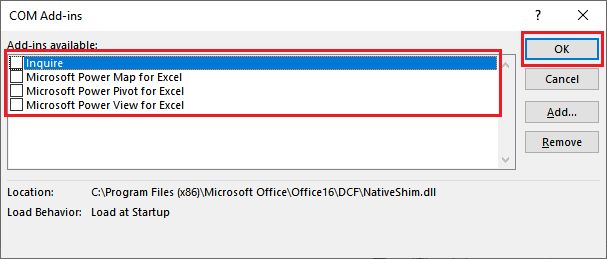 COM Add-ins
?
Add-ins available:
Inquire
Microsoft Power Map for Excel
Microsoft Power Pivot for Excel
Microsoft Power View for Excel
OK
Cancel
Add...
Remove
Location: C:\Program Files (x86)\Microsoft Office\Office16\DCF\NativeShim.dll
Load Behavior: Load at Startup